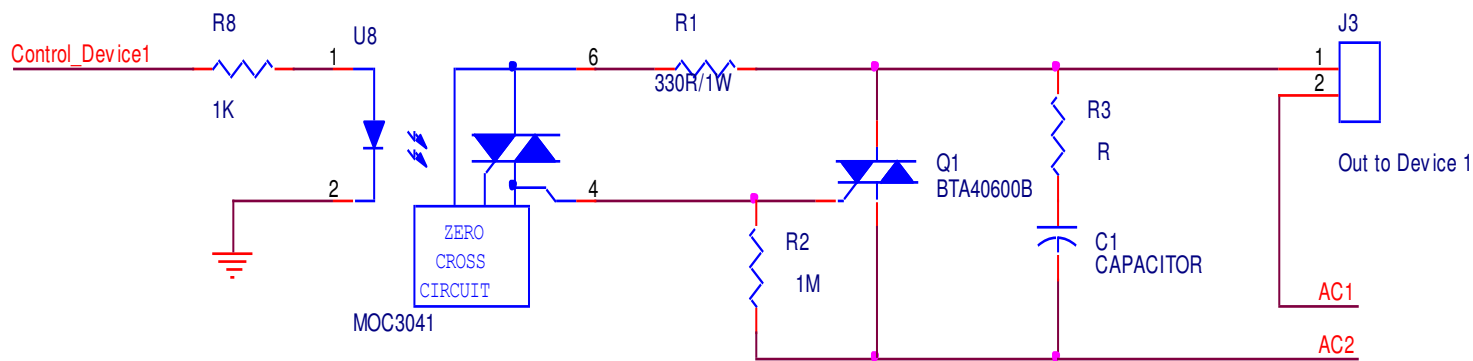 R8
U8
R1
J3
Control_Device1
1
6
1
330R/1W
2
1K
R3
R
Q1
BTA40600B
Out to Device 1
2
4
ZERO
CROSS
CIRCUIT
R2
1M
C1
CAPACITOR
AC1
MOC3041
AC2